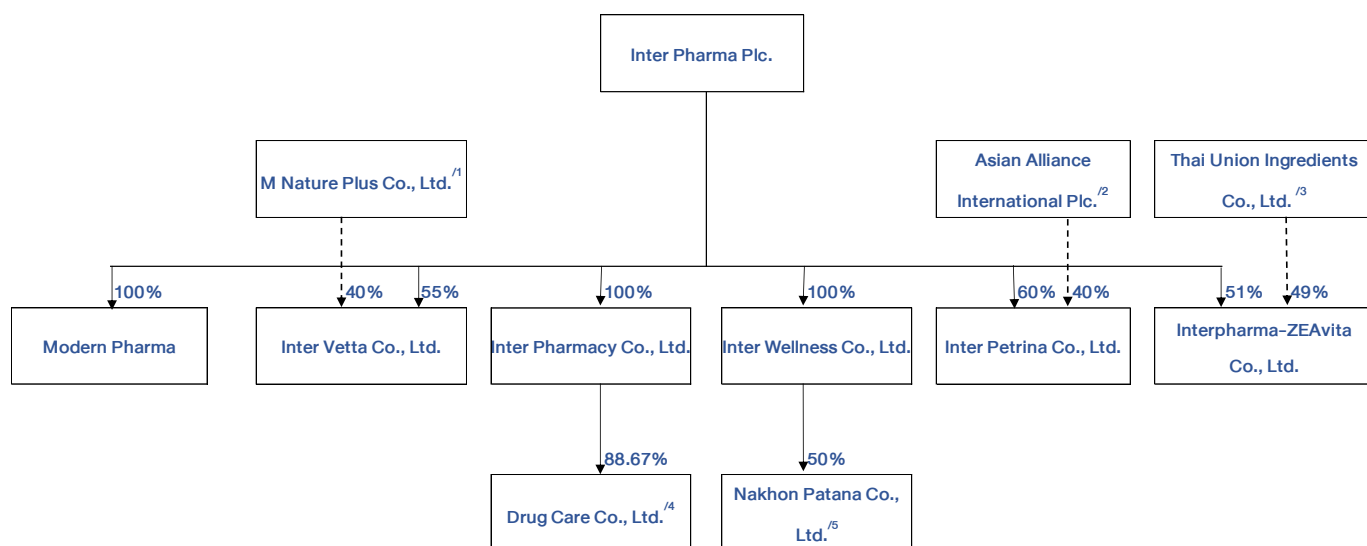 Inter Pharma Plc.
M Nature Plus Co., Ltd./1
Asian Alliance
International Plc./2
Thai Union Ingredients
Co., Ltd. /3
100%
40%
55%
100%
100%
60%
40%
51%
49%
Modern Pharma
Inter Vetta Co., Ltd.
Inter Pharmacy Co., Ltd.
Inter Wellness Co., Ltd.
Inter Petrina Co., Ltd.
Interpharma-ZEAvita
Co., Ltd.
88.67%
50%
Drug Care Co., Ltd./4
Nakhon Patana Co.,
Ltd./5